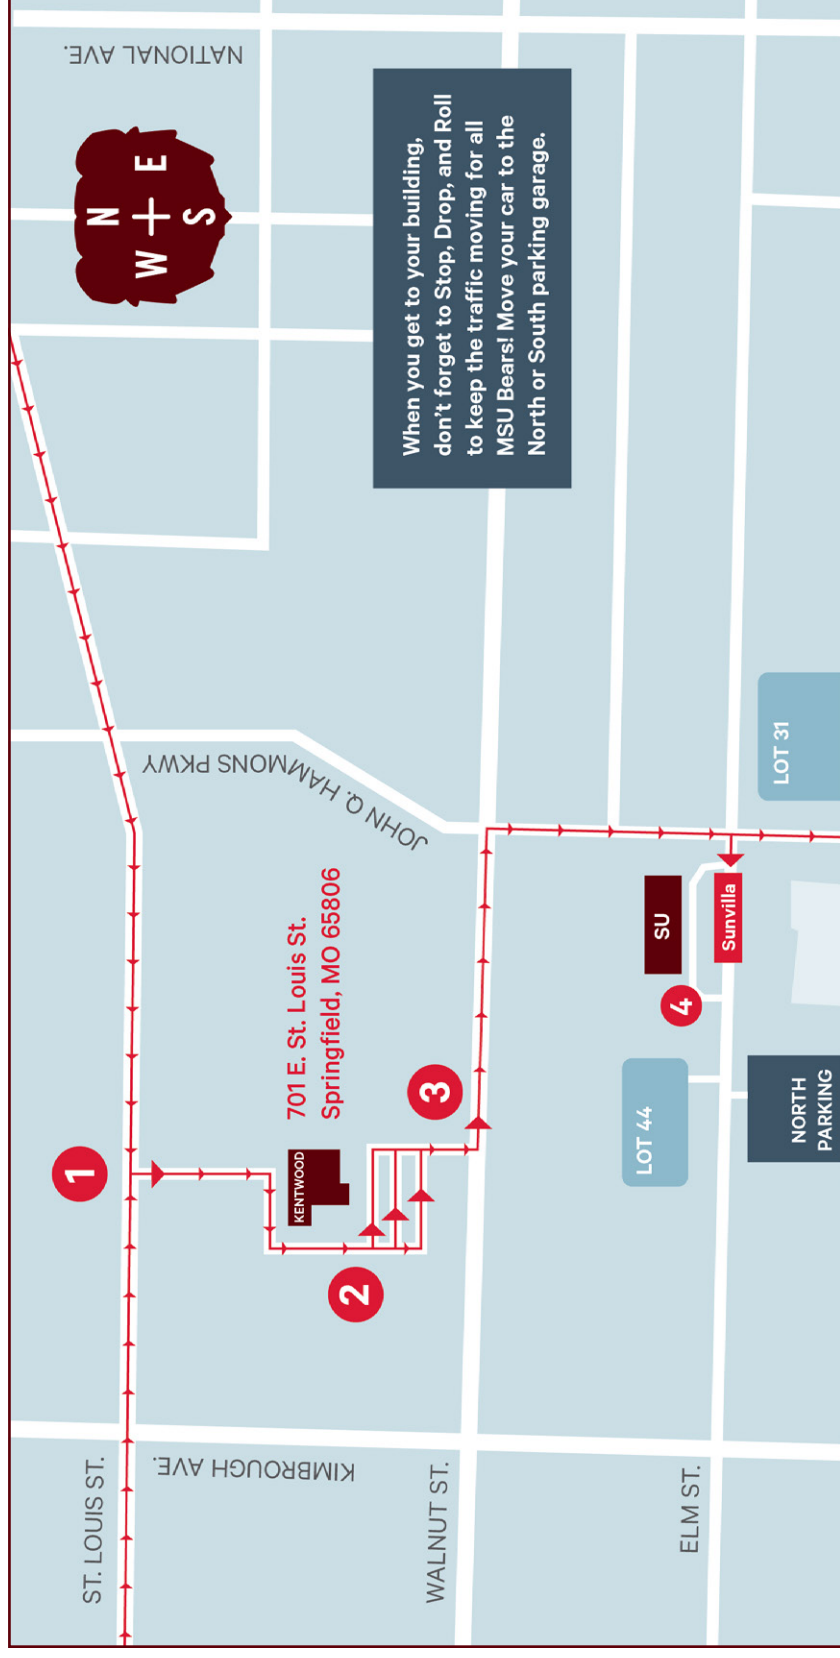 NATIONAL AVE.
N
W
E
S
When you get to your building,
don't forget to Stop, Drop, and Roll
to keep the traffic moving for all
MSU Bears! Move your car to the
North or South parking garage.
JOHN Q. HAMMONS PKWY
1
701 E. St. Louis St.
Springfield, MO 65806
KENTWOOD
2
3
ST. LOUIS ST.
KIMBROUGH AVE.
WALNUT ST.
LOT 31
SU
Sunvilla
4
LOT 44
NORTH
PARKING
ELM ST.